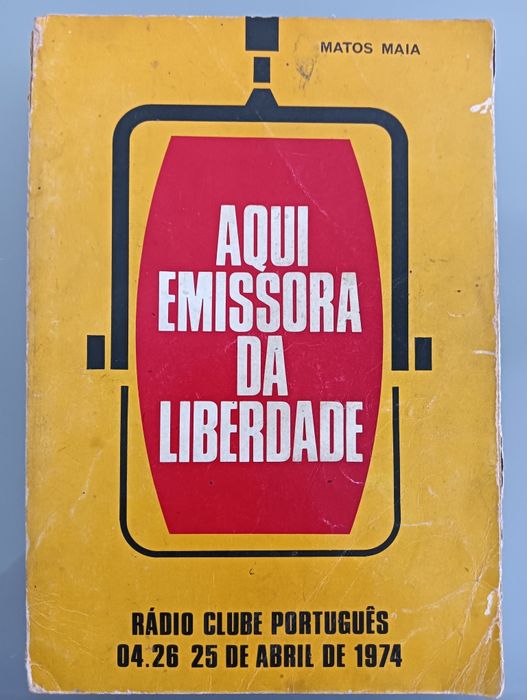 MATOS MAIA
AQUI
EMISSORA
DA
LIBERDADE
RÁDIO CLUBE PORTUGUÊS
04.26 25 DE ABRIL DE 1974